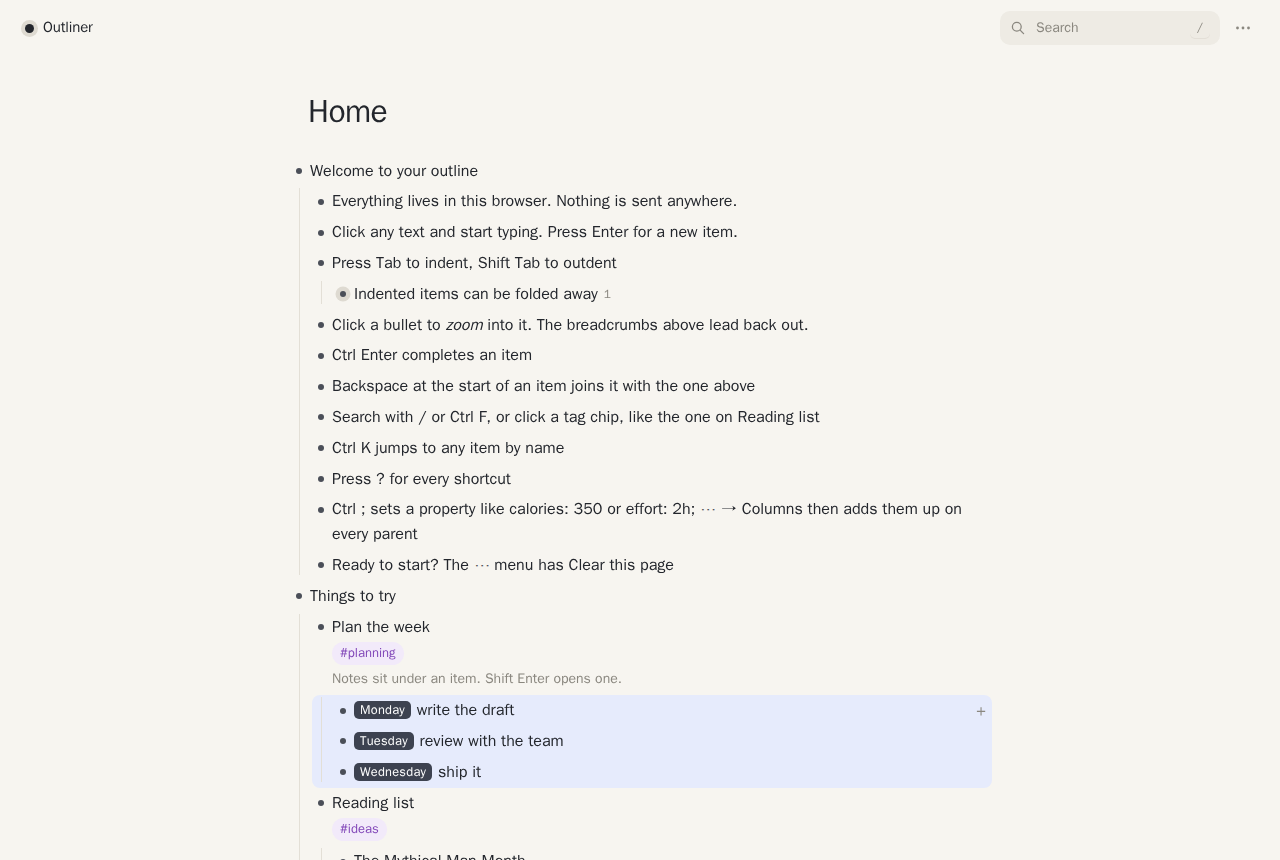 Outliner
Search /
Home
Welcome to your outline
Everything lives in this browser. Nothing is sent anywhere.
Click any text and start typing. Press Enter for a new item.
Press Tab to indent, Shift Tab to outdent
Indented items can be folded away 1
Click a bullet to zoom into it. The breadcrumbs above lead back out.
Ctrl Enter completes an item
Backspace at the start of an item joins it with the one above
Search with / or Ctrl F, or click a tag chip, like the one on Reading list
Ctrl K jumps to any item by name
Press ? for every shortcut
Ctrl ; sets a property like calories: 350 or effort: 2h; ··· → Columns then adds them up on
every parent
Ready to start? The ··· menu has Clear this page
Things to try
Plan the week
#planning
Notes sit under an item. Shift Enter opens one.
Monday write the draft +
Tuesday review with the team
Wednesday ship it
Reading list
#ideas
The Mythical Man Month